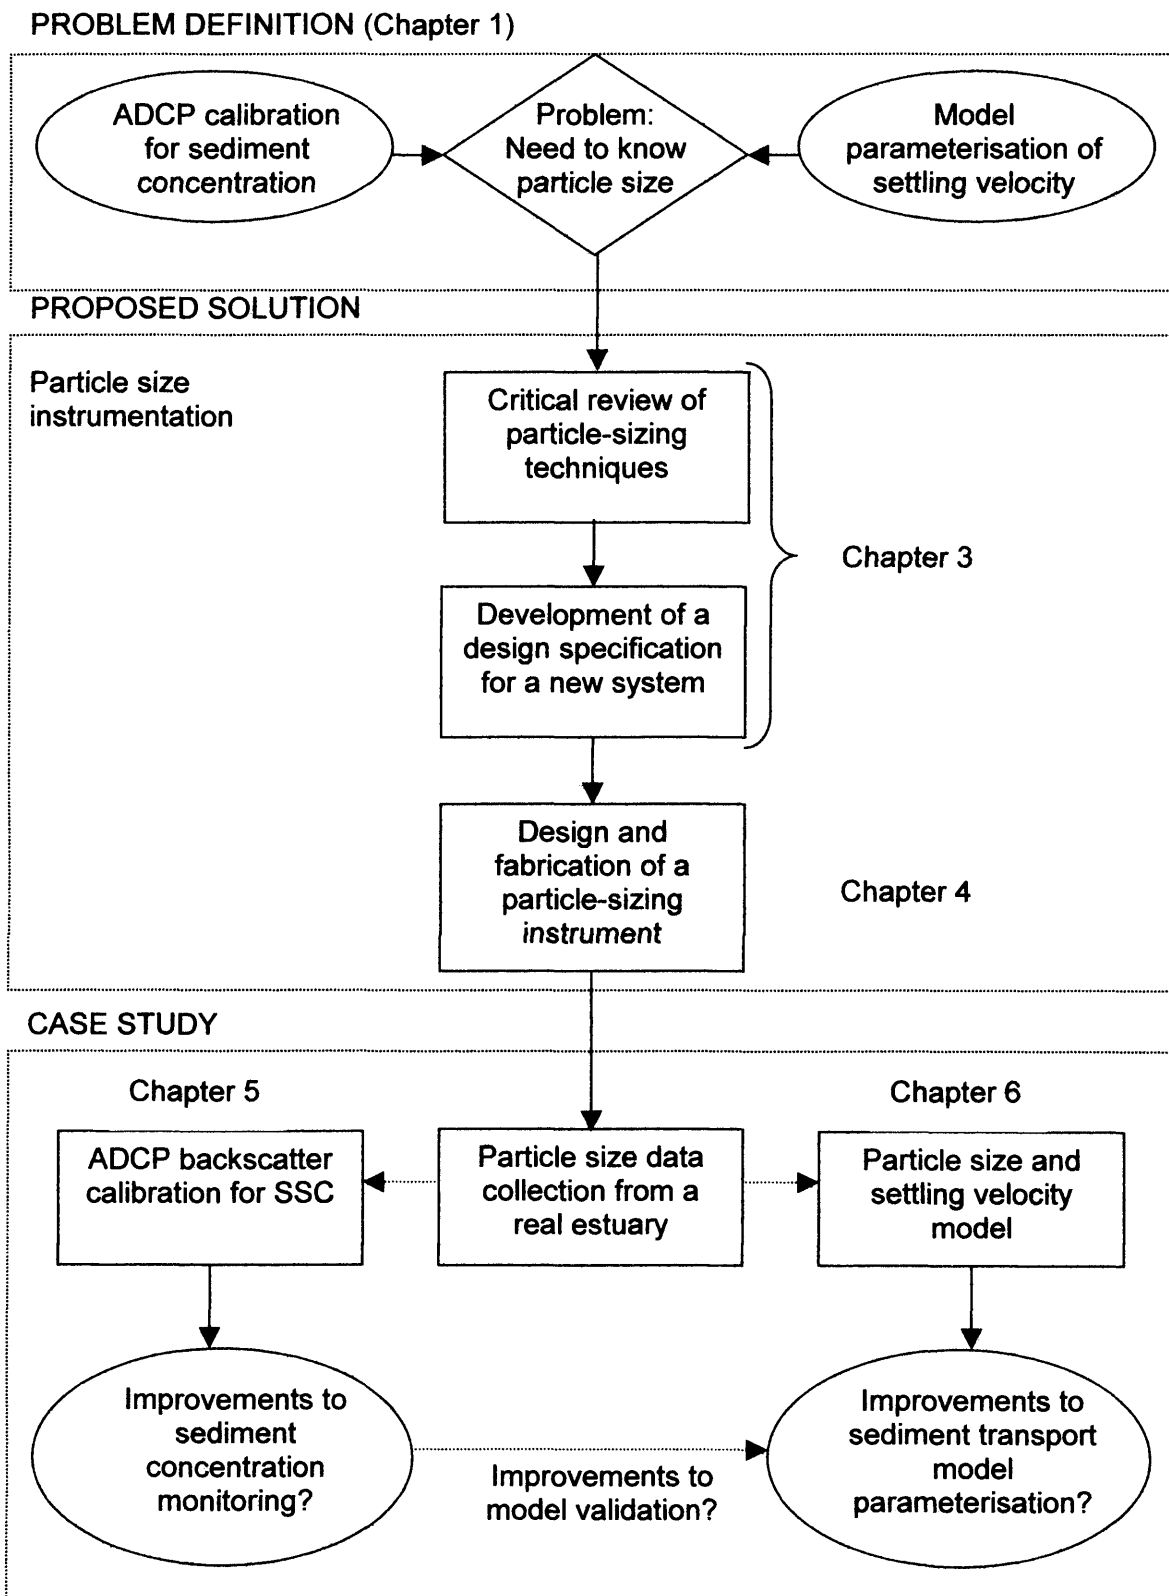 PROBLEM DEFINITION (Chapter 1)
ADCP calibration
for sediment
concentration
Problem:
Need to know
particle size
Model
parameterisation of
settling velocity
PROPOSED SOLUTION
Particle size
instrumentation
Critical review of
particle-sizing
techniques
Development of a
design specification
for a new system
Chapter 3
Design and
fabrication of a
particle-sizing
instrument
Chapter 4
CASE STUDY
Chapter 5
Chapter 6
ADCP backscatter
calibration for SSC
Particle size data
collection from a
real estuary
Particle size and
settling velocity
model
Improvements to
sediment
concentration
monitoring?
Improvements to
model validation?
Improvements to
sediment transport
model
parameterisation?